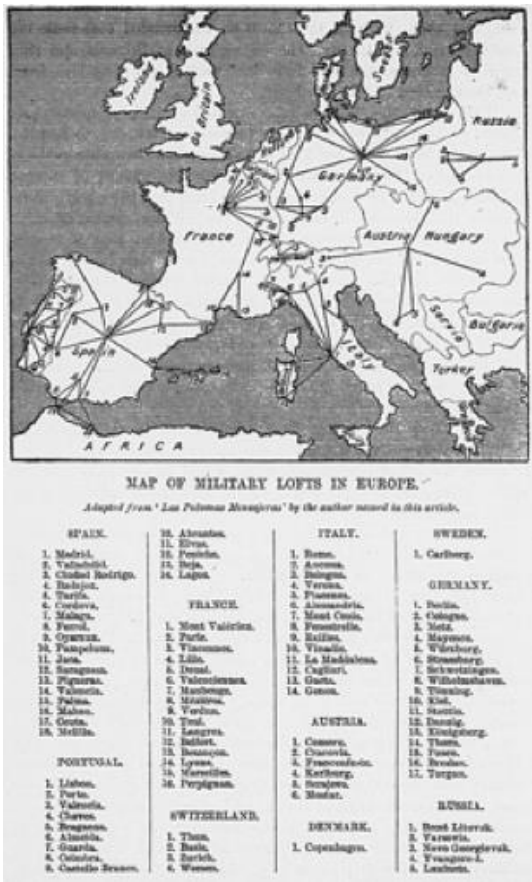 Ireland
Gt Britain
Sweden
Russia
Germany
France
Austria Hungary
Servia
Bulgaria
Spain
Italy
Turkey
AFRICA
MAP OF MILITARY LOFTS IN EUROPE.
Adapted from 'Las Palomas Mensajeras' by the author named in this article.
SPAIN.
1. Madrid.
2. Valladolid.
3. Ciudad Rodrigo.
4. Badajoz.
5. Tarifa.
6. Cordova.
7. Malaga.
8. Ferrol.
9. Oyarzun.
10. Pampeluna.
11. Jaca.
12. Saragossa.
13. Figueras.
14. Valencia.
15. Palma.
16. Mahon.
17. Ceuta.
18. Melilla.
PORTUGAL.
1. Lisbon.
2. Porto.
3. Valencia.
4. Chaves.
5. Braganza.
6. Almeida.
7. Guarda.
8. Coimbra.
9. Castello Branco.
10. Abrantes.
11. Elvas.
12. Peniche.
13. Beja.
14. Lagos.
FRANCE.
1. Mont Valérien.
2. Paris.
3. Vincennes.
4. Lille.
5. Douai.
6. Valenciennes.
7. Maubeuge.
8. Mézières.
9. Verdun.
10. Toul.
11. Langres.
12. Belfort.
13. Besançon.
14. Lyons.
15. Marseilles.
16. Perpignan.
SWITZERLAND.
1. Thun.
2. Basle.
3. Zurich.
4. Weesen.
ITALY.
1. Rome.
2. Ancona.
3. Bologna.
4. Verona.
5. Piacenza.
6. Alessandria.
7. Mont Cenis.
8. Fenestrelle.
9. Exilles.
10. Vinadio.
11. La Maddalena.
12. Cagliari.
13. Gaeta.
14. Genoa.
AUSTRIA.
1. Comorn.
2. Cracovia.
3. Franzensfeste.
4. Karlburg.
5. Serajevo.
6. Mostar.
DENMARK.
1. Copenhagen.
SWEDEN.
1. Carlberg.
GERMANY.
1. Berlin.
2. Cologne.
3. Metz.
4. Mayence.
5. Würzburg.
6. Strassburg.
7. Schwetzingen.
8. Wilhelmshaven.
9. Tönning.
10. Kiel.
11. Stettin.
12. Danzig.
13. Königsberg.
14. Thorn.
15. Posen.
16. Breslau.
17. Torgau.
RUSSIA.
1. Brest Litovsk.
2. Varsovia.
3. Novo Georgievsk.
4.
5.